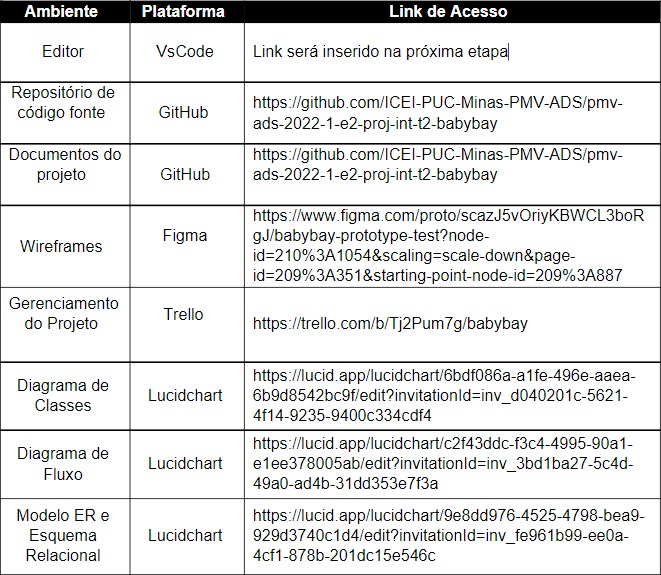 Ambiente Plataforma Link de Acesso
Editor VsCode Link será inserido na próxima etapa
Repositório de
código fonte
GitHub
https://github.com/ICEI-PUC-Minas-PMV-ADS/pmv-
ads-2022-1-e2-proj-int-t2-babybay
Documentos do
projeto
GitHub
https://github.com/ICEI-PUC-Minas-PMV-ADS/pmv-
ads-2022-1-e2-proj-int-t2-babybay
Wireframes
Figma
https://www.figma.com/proto/scazJ5vOriyKBWCL3boR
gJ/babybay-prototype-test?node-
id=210%3A1054&scaling=scale-down&page-
id=209%3A351&starting-point-node-id=209%3A887
Gerenciamento
do Projeto
Trello
https://trello.com/b/Tj2Pum7g/babybay
Diagrama de
Classes
Lucidchart
https://lucid.app/lucidchart/6bdf086a-a1fe-496e-aaea-
6b9d8542bc9f/edit?invitationId=inv_d040201c-5621-
4f14-9235-9400c334cdf4
Diagrama de
Fluxo
Lucidchart
https://lucid.app/lucidchart/c2f43ddc-f3c4-4995-90a1-
e1ee378005ab/edit?invitationId=inv_3bd1ba27-5c4d-
49a0-ad4b-31dd353e7f3a
Modelo ER e
Esquema
Relacional
Lucidchart
https://lucid.app/lucidchart/9e8dd976-4525-4798-bea9-
929d3740c1d4/edit?invitationId=inv_fe961b99-ee0a-
4cf1-878b-201dc15e546c